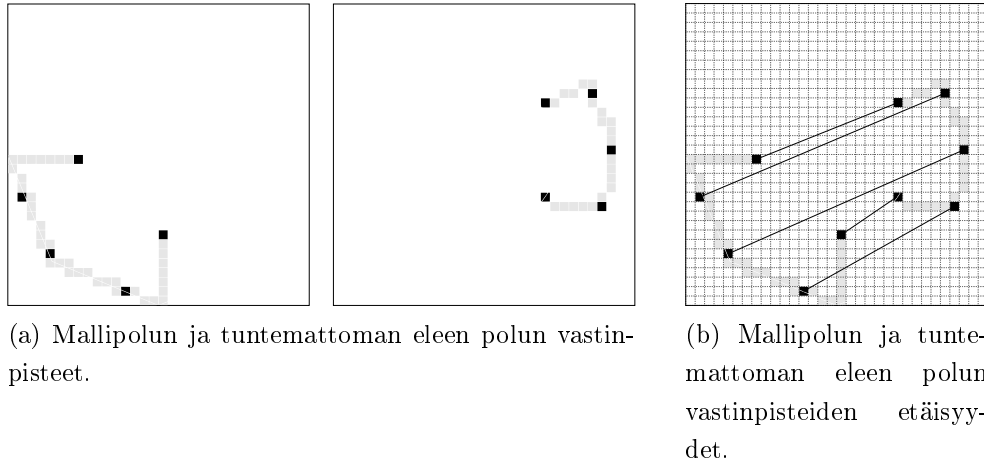 (a) Mallipolun ja tuntemattoman eleen polun vastin-
pisteet.
(b) Mallipolun ja tunte-
mattoman eleen polun
vastinpisteiden etäisyy-
det.